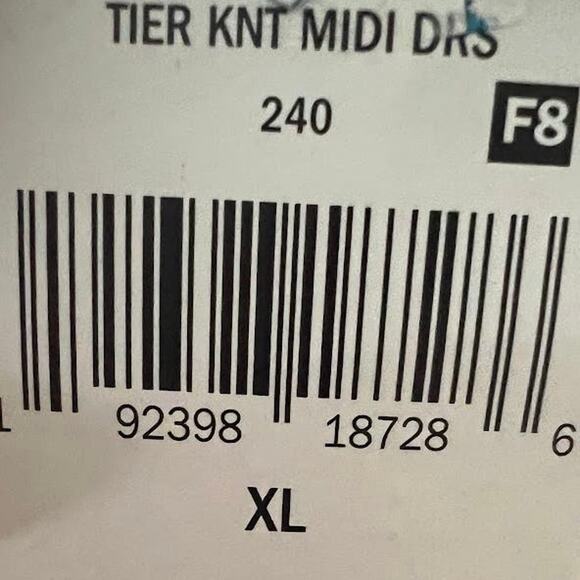 TIER KNT MIDI DRS
240
F8
1 92398 18728 6
XL